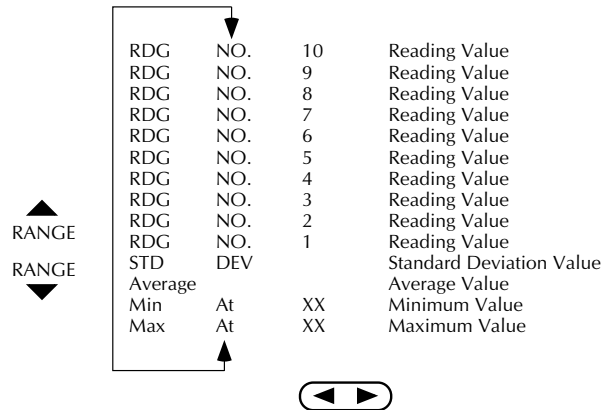 RDG NO. 10 Reading Value
RDG NO. 9 Reading Value
RDG NO. 8 Reading Value
RDG NO. 7 Reading Value
RDG NO. 6 Reading Value
RDG NO. 5 Reading Value
RDG NO. 4 Reading Value
RDG NO. 3 Reading Value
RDG NO. 2 Reading Value
RDG NO. 1 Reading Value
STD DEV Standard Deviation Value
Average Average Value
Min At XX Minimum Value
Max At XX Maximum Value
RANGE
RANGE